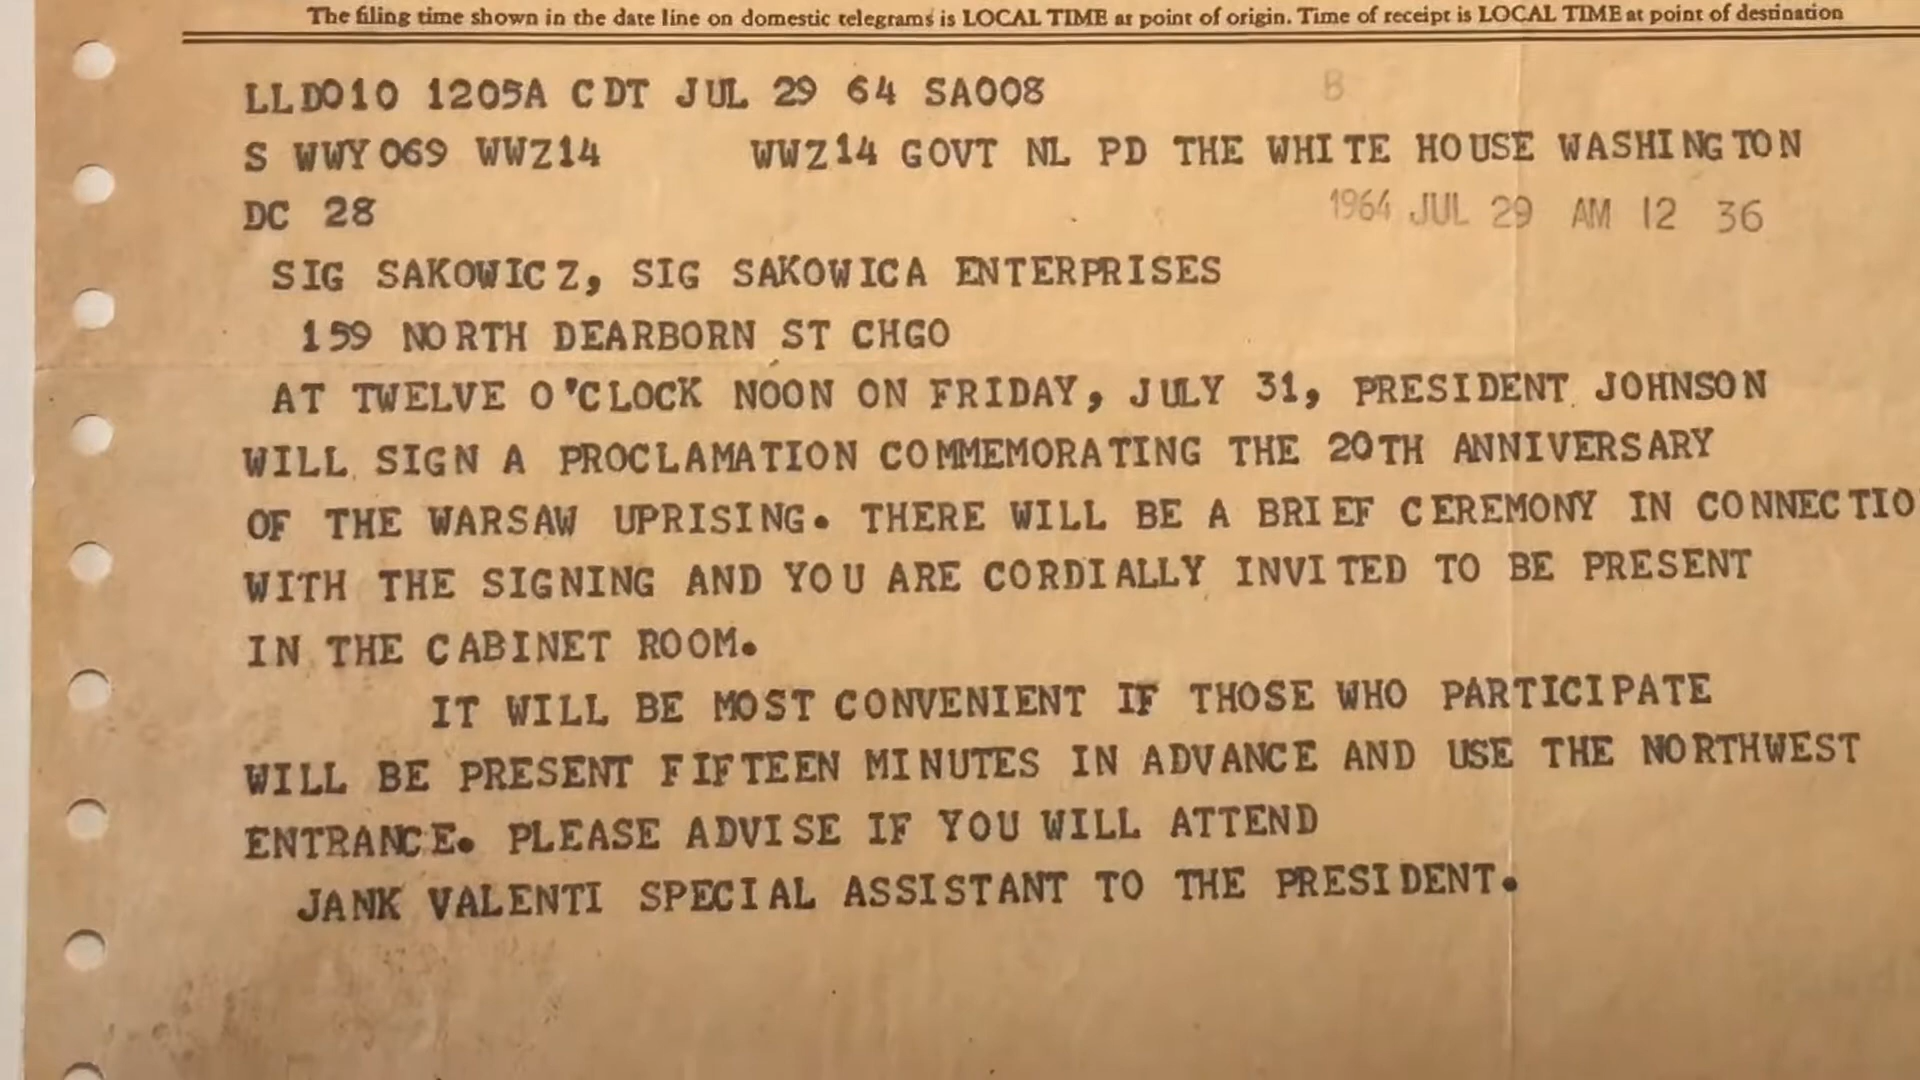 The filing time shown in the date line on domestic telegrams is LOCAL TIME at point of origin. Time of receipt is LOCAL TIME at point of destination
LLD010 1205A CDT JUL 29 64 SA008
B
S WWY069 WWZ14 WWZ14 GOVT NL PD THE WHITE HOUSE WASHINGTON
DC 28
1964 JUL 29 AM 12 36
SIG SAKOWICZ, SIG SAKOWICA ENTERPRISES
159 NORTH DEARBORN ST CHGO
AT TWELVE O'CLOCK NOON ON FRIDAY, JULY 31, PRESIDENT JOHNSON
WILL SIGN A PROCLAMATION COMMEMORATING THE 20TH ANNIVERSARY
OF THE WARSAW UPRISING. THERE WILL BE A BRIEF CEREMONY IN CONNECTIO
WITH THE SIGNING AND YOU ARE CORDIALLY INVITED TO BE PRESENT
IN THE CABINET ROOM.
IT WILL BE MOST CONVENIENT IF THOSE WHO PARTICIPATE
WILL BE PRESENT FIFTEEN MINUTES IN ADVANCE AND USE THE NORTHWEST
ENTRANCE. PLEASE ADVISE IF YOU WILL ATTEND
JANK VALENTI SPECIAL ASSISTANT TO THE PRESIDENT.